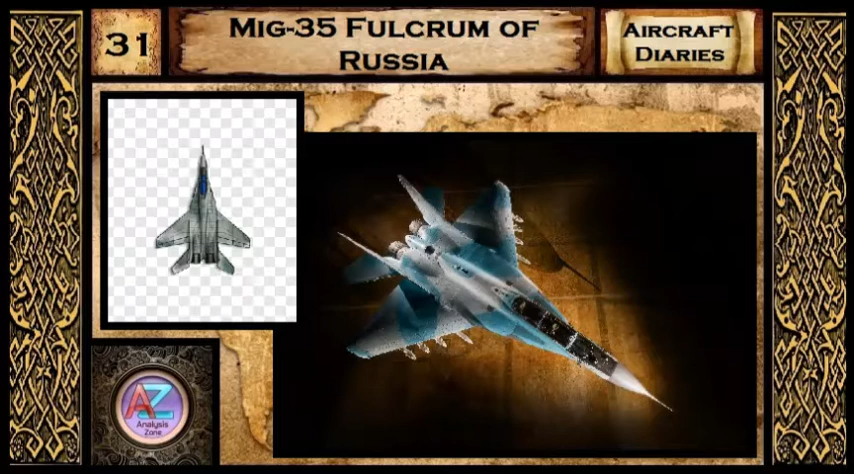 31
Mig-35 Fulcrum of
Russia
Aircraft
Diaries
AZ
Analysis
Zone